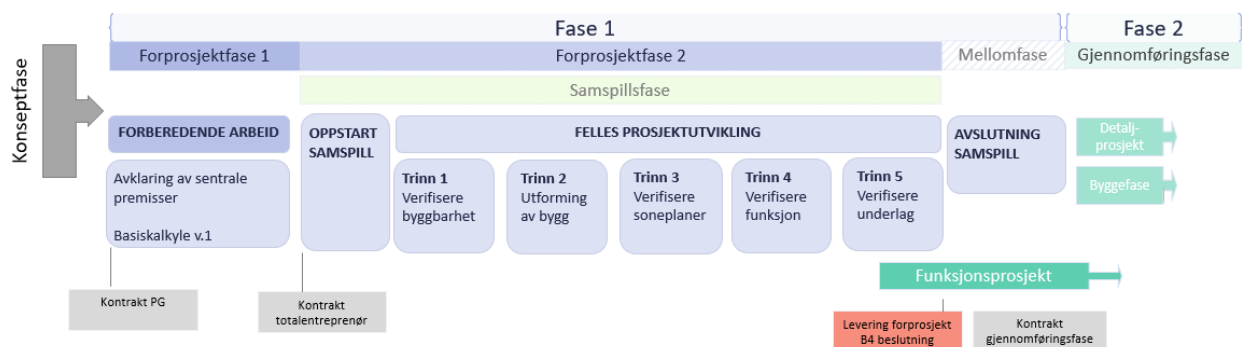 Konseptfase
Fase 1
Fase 2
Forprosjektfase 1
Forprosjektfase 2
Mellomfase
Gjennomføringsfase
Samspillsfase
FORBEREDENDE ARBEID
OPPSTART
SAMSPILL
FELLES PROSJEKTUTVIKLING
AVSLUTNING
SAMSPILL
Detalj-
prosjekt
Byggefase
Avklaring av sentrale
premisser
Basiskalkyle v.1
Trinn 1
Verifisere
byggbarhet
Trinn 2
Utforming
av bygg
Trinn 3
Verifisere
soneplaner
Trinn 4
Verifisere
funksjon
Trinn 5
Verifisere
underlag
Funksjonsprosjekt
Kontrakt PG
Kontrakt
totalentreprenør
Levering forprosjekt
B4 beslutning
Kontrakt
gjennomføringsfase